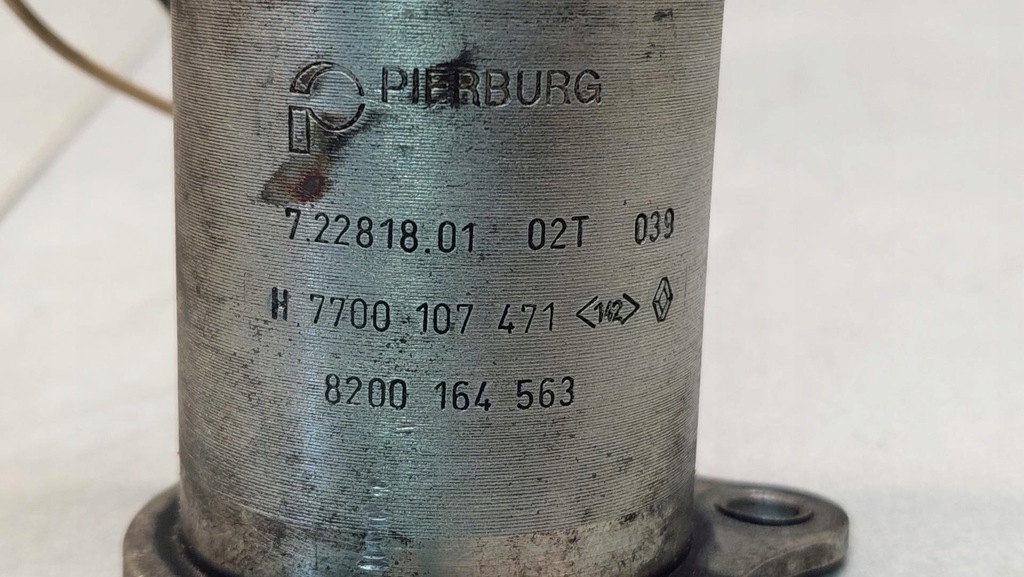 PIERBURG
7.22818.01 02T 039
H 7700 107 471 <142>
8200 164 563